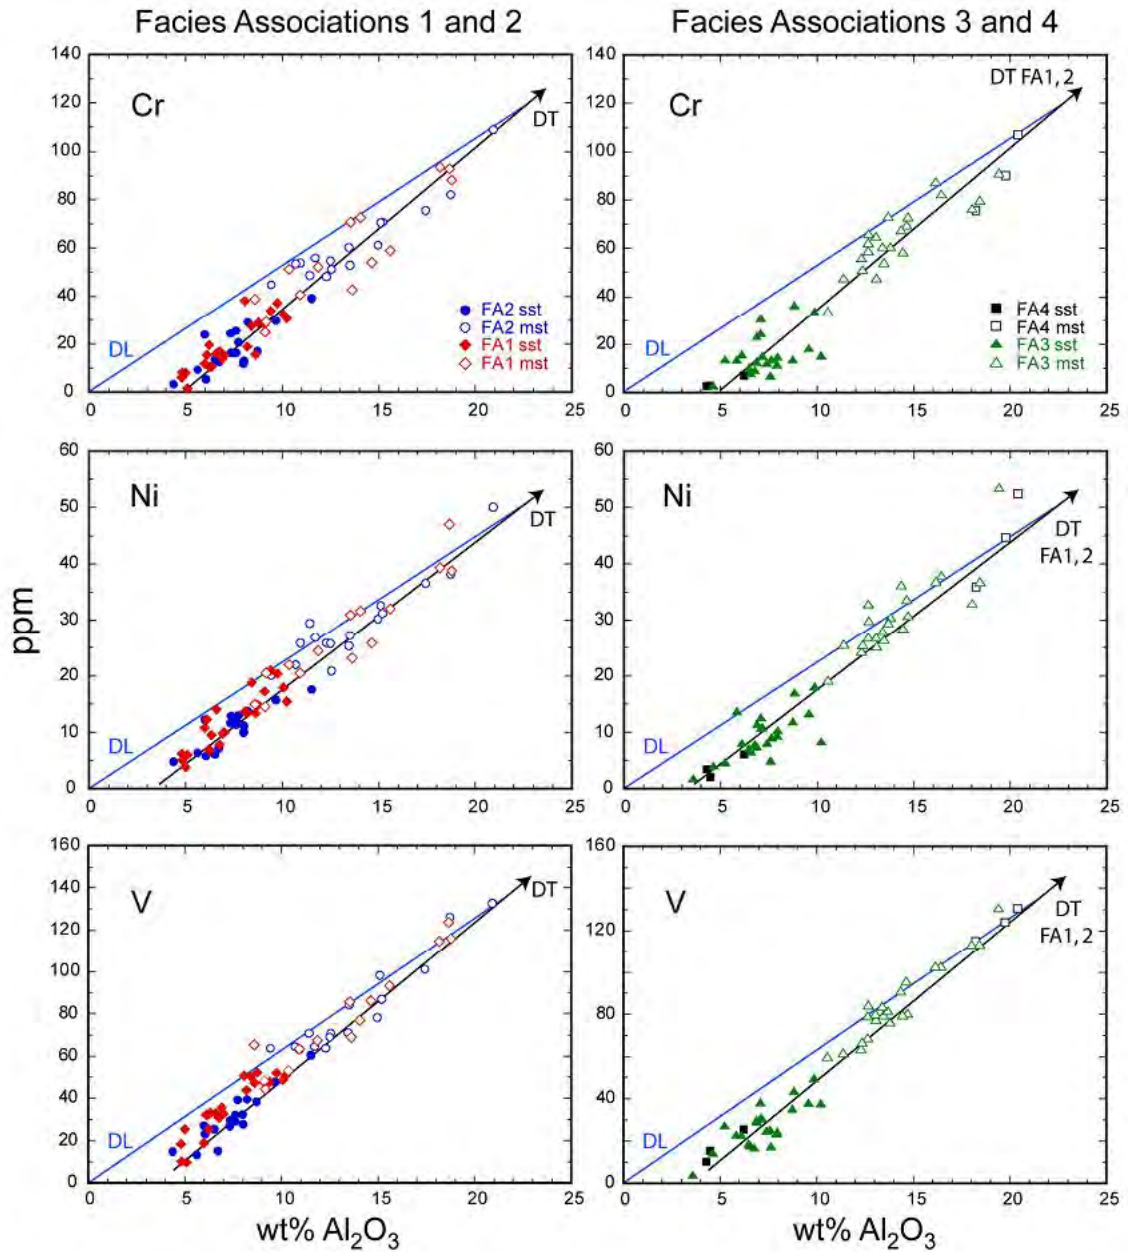 Facies Associations 1 and 2
Facies Associations 3 and 4
140
120
100
80
60
40
20
0
Cr
DT
DL
FA2 sst
FA2 mst
FA1 sst
FA1 mst
0 5 10 15 20 25
140
120
100
80
60
40
20
0
Cr
DT FA1, 2
DL
FA4 sst
FA4 mst
FA3 sst
FA3 mst
0 5 10 15 20 25
ppm
60
50
40
30
20
10
0
Ni
DT
DL
0 5 10 15 20 25
60
50
40
30
20
10
0
Ni
DT
FA1, 2
DL
0 5 10 15 20 25
160
140
120
100
80
60
40
20
0
V
DT
DL
0 5 10 15 20 25
wt% Al₂O₃
160
120
80
40
0
V
DT
FA1, 2
DL
0 5 10 15 20 25
wt% Al₂O₃